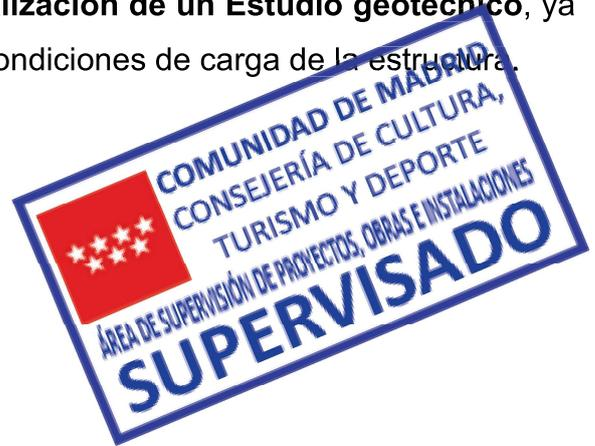 lización de un Estudio geotécnico, ya
ondiciones de carga de la estructura.
COMUNIDAD DE MADRID
CONSEJERÍA DE CULTURA,
TURISMO Y DEPORTE
ÁREA DE SUPERVISIÓN DE PROYECTOS, OBRAS E INSTALACIONES
SUPERVISADO